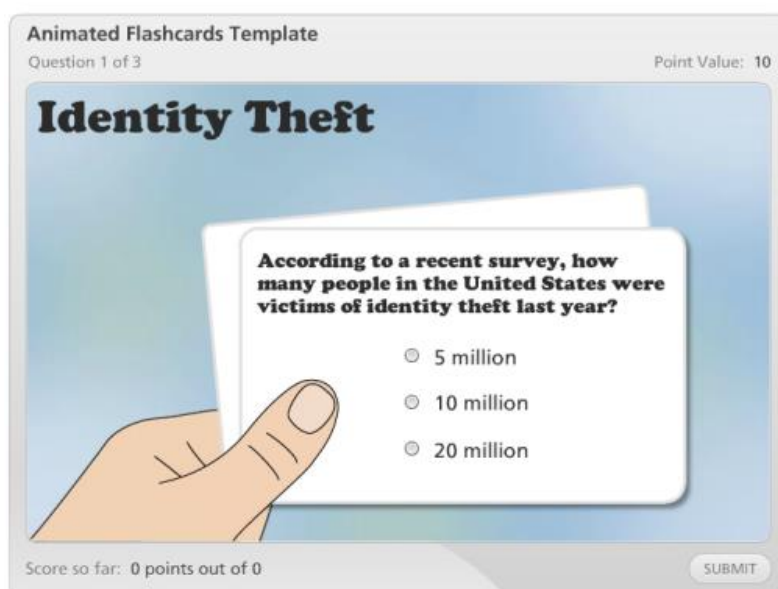 Animated Flashcards Template
Question 1 of 3
Point Value: 10
Identity Theft
According to a recent survey, how
many people in the United States were
victims of identity theft last year?
5 million
10 million
20 million
Score so far: 0 points out of 0
SUBMIT